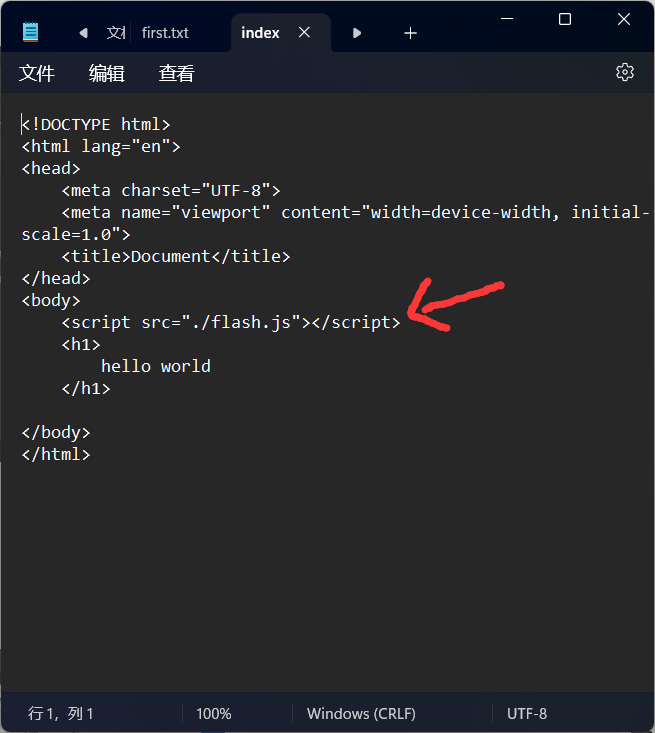 文件 first.txt index
文件 编辑 查看
<!DOCTYPE html>
<html lang="en">
<head>
    <meta charset="UTF-8">
    <meta name="viewport" content="width=device-width, initial-
scale=1.0">
    <title>Document</title>
</head>
<body>
    <script src="./flash.js"></script>
    <h1>
        hello world
    </h1>
</body>
</html>
行 1，列 1 100% Windows (CRLF) UTF-8